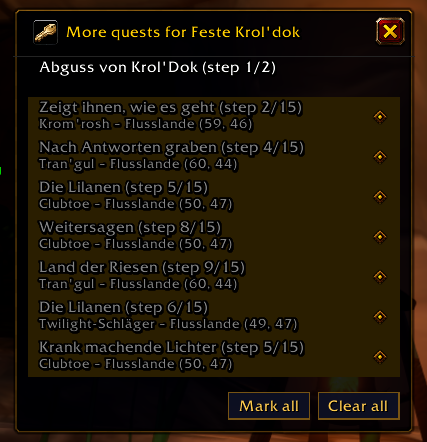 More quests for Feste Krol'dok
Abguss von Krol'Dok (step 1/2)
Zeigt ihnen, wie es geht (step 2/15)
Krom'rosh - Flusslande (59, 46)
Nach Antworten graben (step 4/15)
Tran'gul - Flusslande (60, 44)
Die Lilanen (step 5/15)
Clubtoe - Flusslande (50, 47)
Weitersagen (step 8/15)
Clubtoe - Flusslande (50, 47)
Land der Riesen (step 9/15)
Tran'gul - Flusslande (60, 44)
Die Lilanen (step 6/15)
Twilight-Schläger - Flusslande (49, 47)
Krank machende Lichter (step 5/15)
Clubtoe - Flusslande (50, 47)
Mark all Clear all